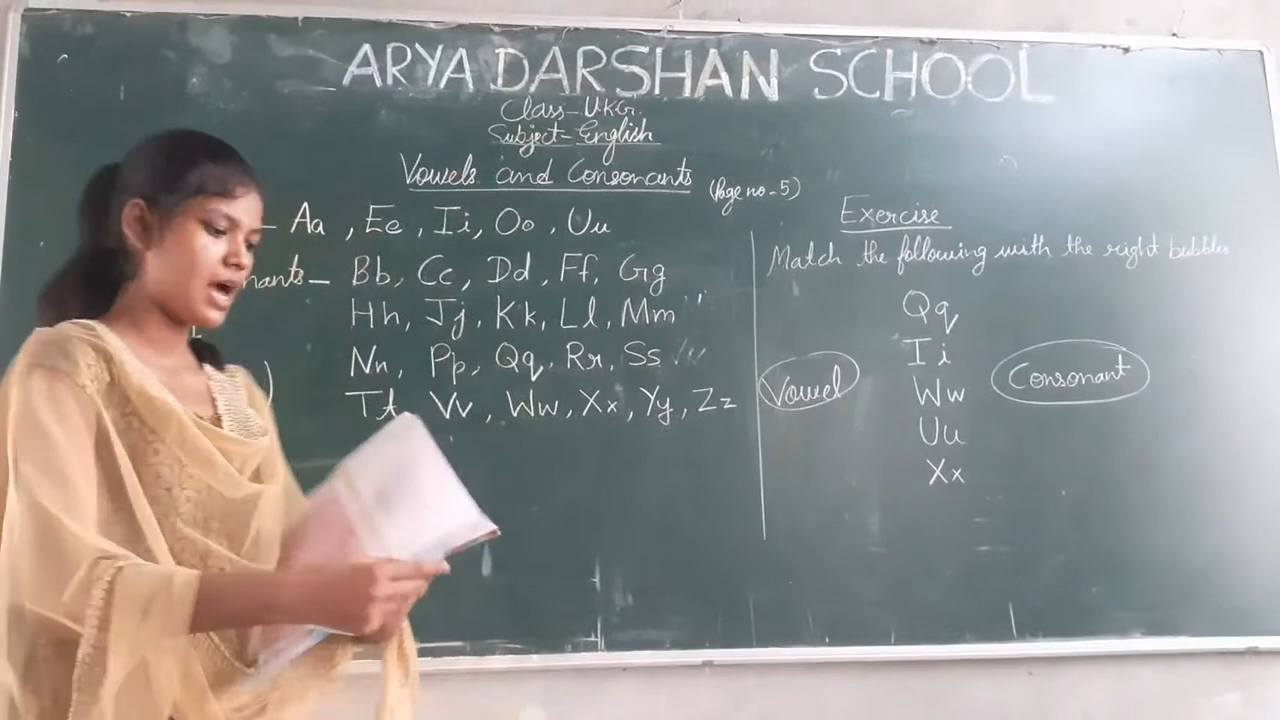 ARYA DARSHAN SCHOOL
Class - U.K.G.
Subject - English
Vowels and Consonants (Page no - 5)
- Aa, Ee, Ii, Oo, Uu
nants - Bb, Cc, Dd, Ff, Gg
Hh, Jj, Kk, Ll, Mm
Nn, Pp, Qq, Rr, Ss
Tt, Vv, Ww, Xx, Yy, Zz
Exercise
Match the following with the right bubbles
Qq
Ii
Ww
Uu
Xx
Vowel
Consonant